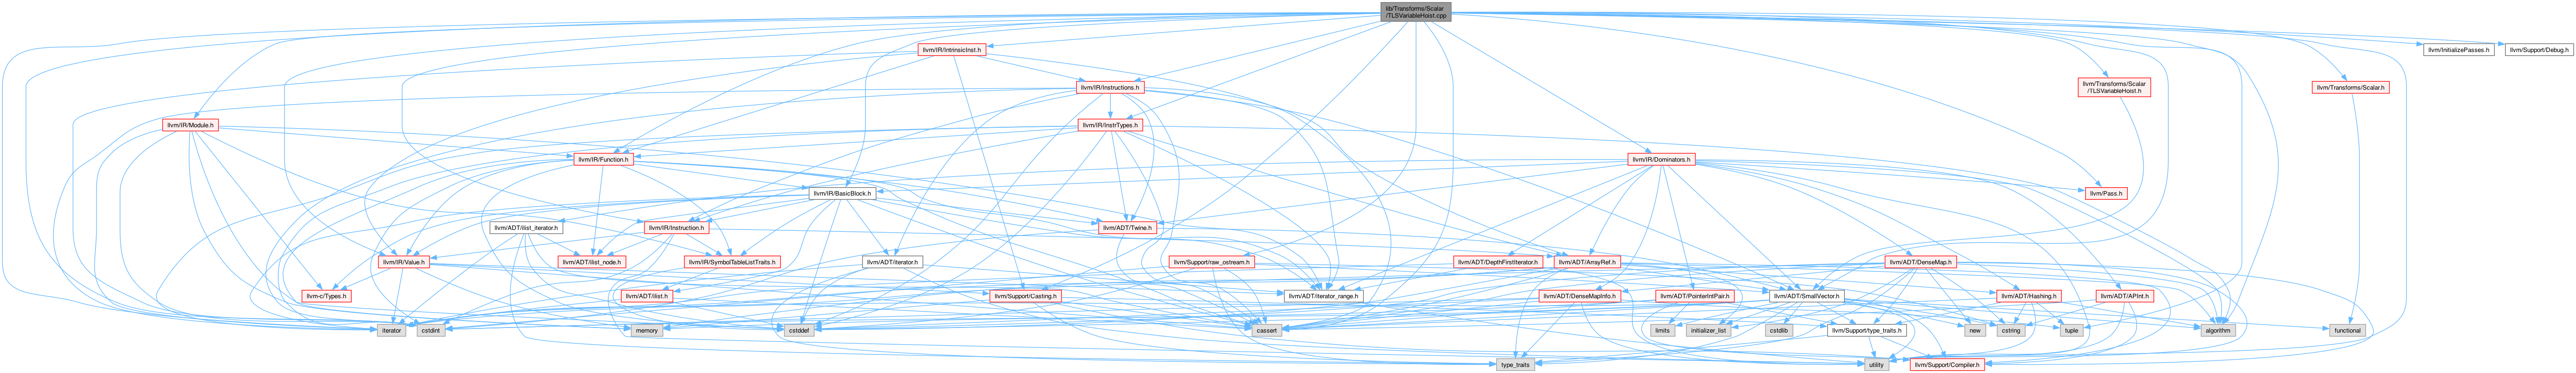 lib/Transforms/Scalar
/TLSVariableHoist.cpp
llvm/IR/IntrinsicInst.h
llvm/InitializePasses.h
llvm/Support/Debug.h
llvm/IR/Instructions.h
llvm/Transforms/Scalar
/TLSVariableHoist.h
llvm/Transforms/Scalar.h
llvm/IR/Module.h
llvm/IR/InstrTypes.h
llvm/IR/Function.h
llvm/IR/Dominators.h
llvm/IR/BasicBlock.h
llvm/Pass.h
llvm/ADT/ilist_iterator.h
llvm/IR/Instruction.h
llvm/ADT/Twine.h
llvm/IR/Value.h
llvm/ADT/ilist_node.h
llvm/IR/SymbolTableListTraits.h
llvm/ADT/iterator.h
llvm/Support/raw_ostream.h
llvm/ADT/DepthFirstIterator.h
llvm/ADT/ArrayRef.h
llvm/ADT/DenseMap.h
llvm-c/Types.h
llvm/ADT/ilist.h
llvm/Support/Casting.h
llvm/ADT/iterator_range.h
llvm/ADT/DenseMapInfo.h
llvm/ADT/PointerIntPair.h
llvm/ADT/SmallVector.h
llvm/ADT/Hashing.h
llvm/ADT/APInt.h
iterator
cstdint
memory
cstddef
cassert
limits
initializer_list
cstdlib
llvm/Support/type_traits.h
new
cstring
tuple
algorithm
functional
type_traits
utility
llvm/Support/Compiler.h